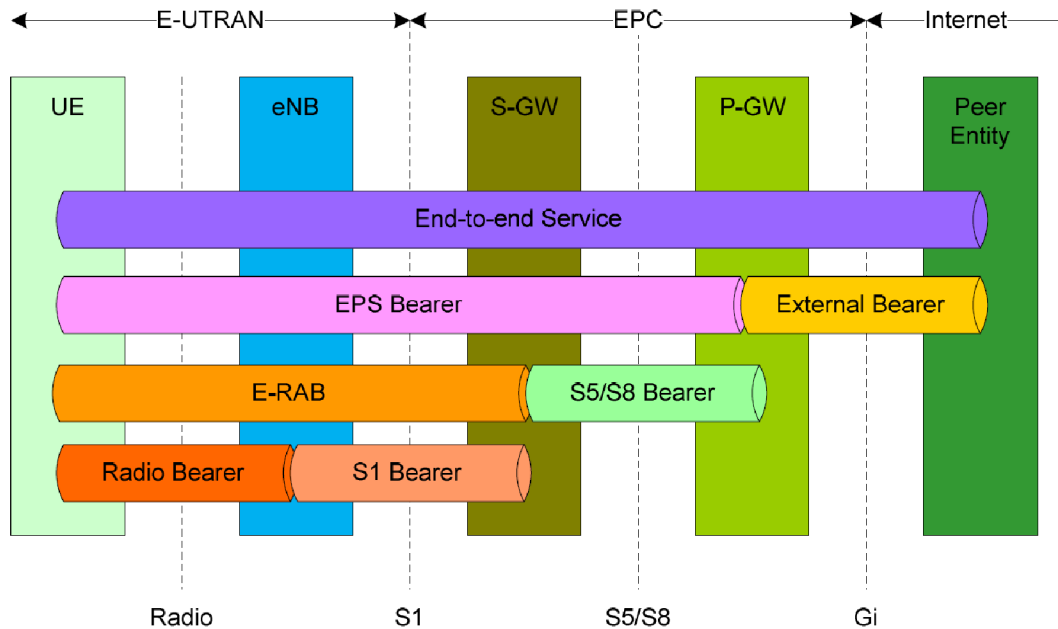 E-UTRAN
EPC
Internet
UE
eNB
S-GW
P-GW
Peer
Entity
End-to-end Service
EPS Bearer
External Bearer
E-RAB
S5/S8 Bearer
Radio Bearer
S1 Bearer
Radio
S1
S5/S8
Gi